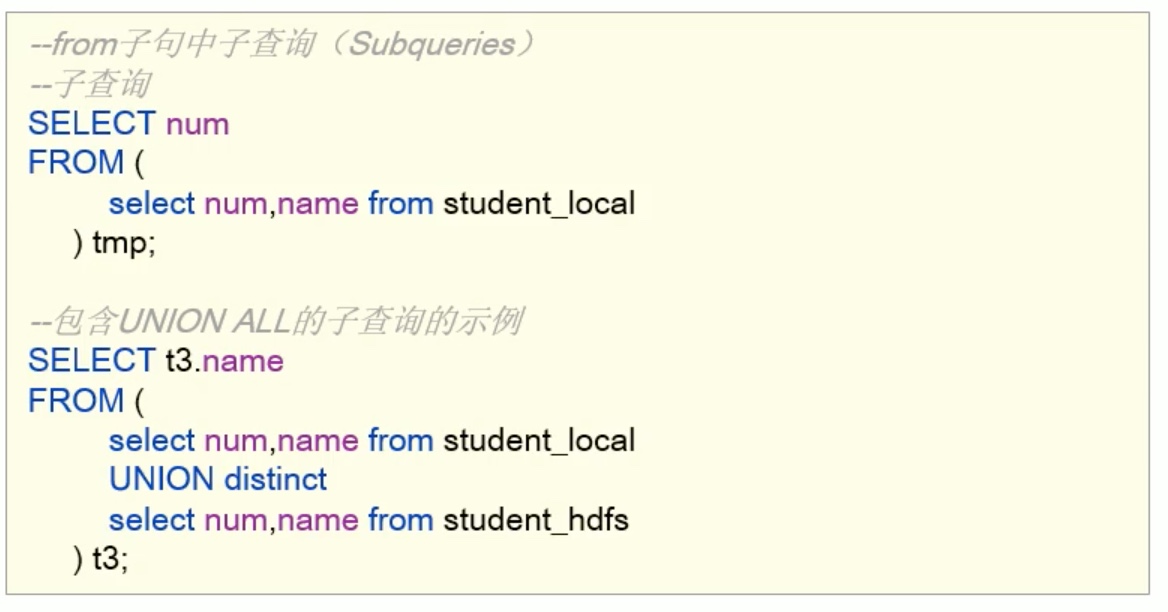 --from子句中子查询（Subqueries）
--子查询
SELECT num
FROM (
select num,name from student_local
) tmp;
--包含UNION ALL的子查询的示例
SELECT t3.name
FROM (
select num,name from student_local
UNION distinct
select num,name from student_hdfs
) t3;